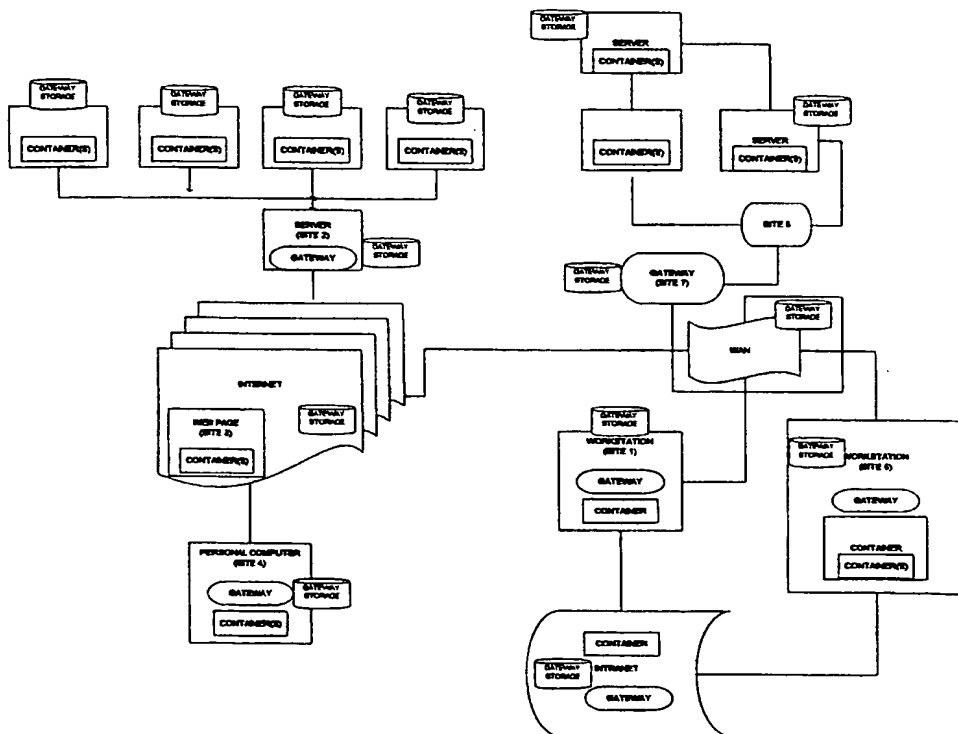 GATEWAY
STORAGE
SERVER
CONTAINER(S)
GATEWAY
STORAGE
CONTAINER(S)
GATEWAY
STORAGE
CONTAINER(S)
GATEWAY
STORAGE
CONTAINER(S)
GATEWAY
STORAGE
CONTAINER(S)
CONTAINER(S)
GATEWAY
STORAGE
SERVER
CONTAINER(S)
SERVER
(SITE 2)
GATEWAY
GATEWAY
STORAGE
SITE 5
GATEWAY
STORAGE
GATEWAY
(SITE 7)
GATEWAY
STORAGE
WAN
INTERNET
GATEWAY
STORAGE
WEB PAGE
(SITE 3)
CONTAINER(S)
GATEWAY
STORAGE
WORKSTATION
(SITE 1)
GATEWAY
CONTAINER
GATEWAY
STORAGE
WORKSTATION
(SITE 6)
GATEWAY
CONTAINER
CONTAINER(S)
PERSONAL COMPUTER
(SITE 4)
GATEWAY
GATEWAY
STORAGE
CONTAINER(S)
CONTAINER
GATEWAY
STORAGE
INTRANET
GATEWAY